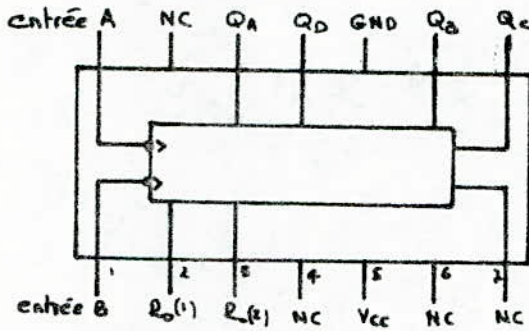 entrée A NC QA QD GND QB QC
> 
>
1 2 3 4 5 6 7
entrée B R0(1) R0(2) NC VCC NC NC